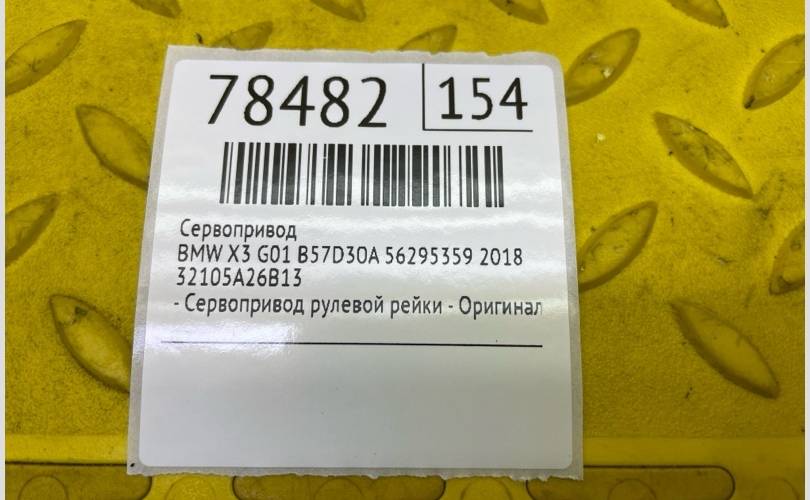 78482 154
Сервопривод
BMW X3 G01 B57D30A 56295359 2018
32105A26B13
- Сервопривод рулевой рейки - Оригинал